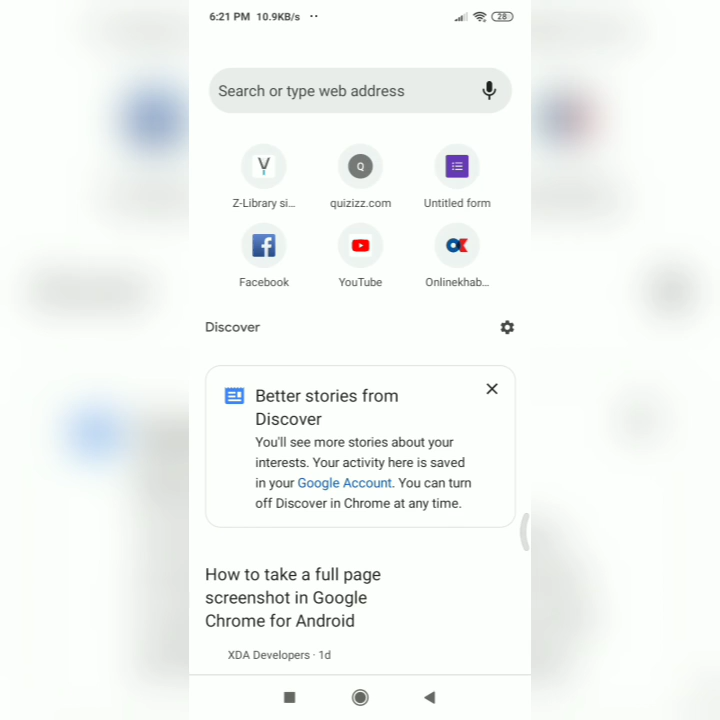 6:21 PM 10.9KB/s ··
28
Search or type web address
V
Q
Z-Library si...
quizizz.com
Untitled form
f
OK
Facebook
YouTube
Onlinekhab...
Discover
Better stories from
Discover
You'll see more stories about your
interests. Your activity here is saved
in your Google Account. You can turn
off Discover in Chrome at any time.
How to take a full page
screenshot in Google
Chrome for Android
XDA Developers · 1d